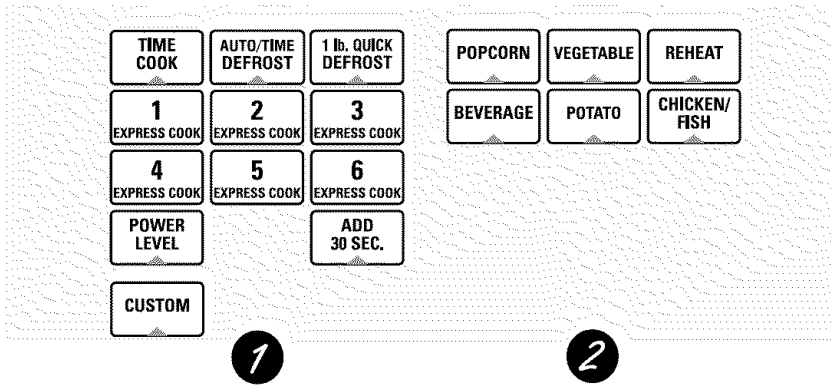 TIME
COOK
AUTO/TIME
DEFROST
1 lb. QUICK
DEFROST
1
EXPRESS COOK
2
EXPRESS COOK
3
EXPRESS COOK
4
EXPRESS COOK
5
EXPRESS COOK
6
EXPRESS COOK
POWER
LEVEL
ADD
30 SEC.
CUSTOM
1
POPCORN
VEGETABLE
REHEAT
BEVERAGE
POTATO
CHICKEN/
FISH
2